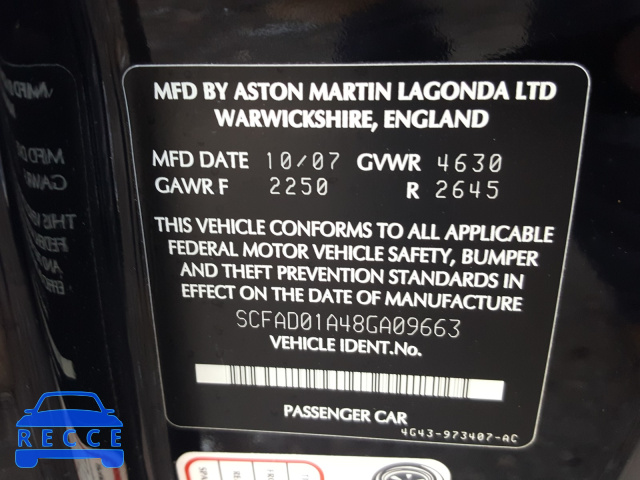 MFD BY ASTON MARTIN LAGONDA LTD
WARWICKSHIRE, ENGLAND
MFD DATE 10/07 GVWR 4630
GAWR F 2250 R 2645
THIS VEHICLE CONFORMS TO ALL APPLICABLE
FEDERAL MOTOR VEHICLE SAFETY, BUMPER
AND THEFT PREVENTION STANDARDS IN
EFFECT ON THE DATE OF MANUFACTURE
SCFAD01A48GA09663
VEHICLE IDENT.No.
PASSENGER CAR
4G43-973407-AC
RECCE